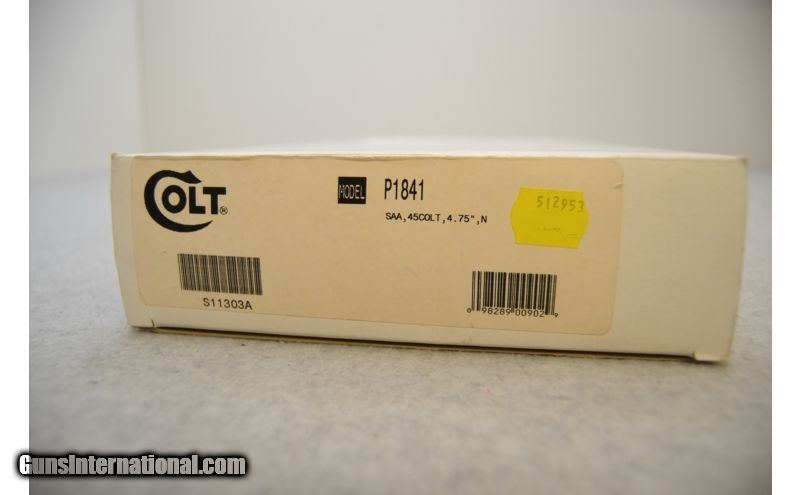 COLT®
MODEL P1841
SAA,45COLT,4.75",N
512953
S11303A
0 98289 00902 9
GunsInternational.com